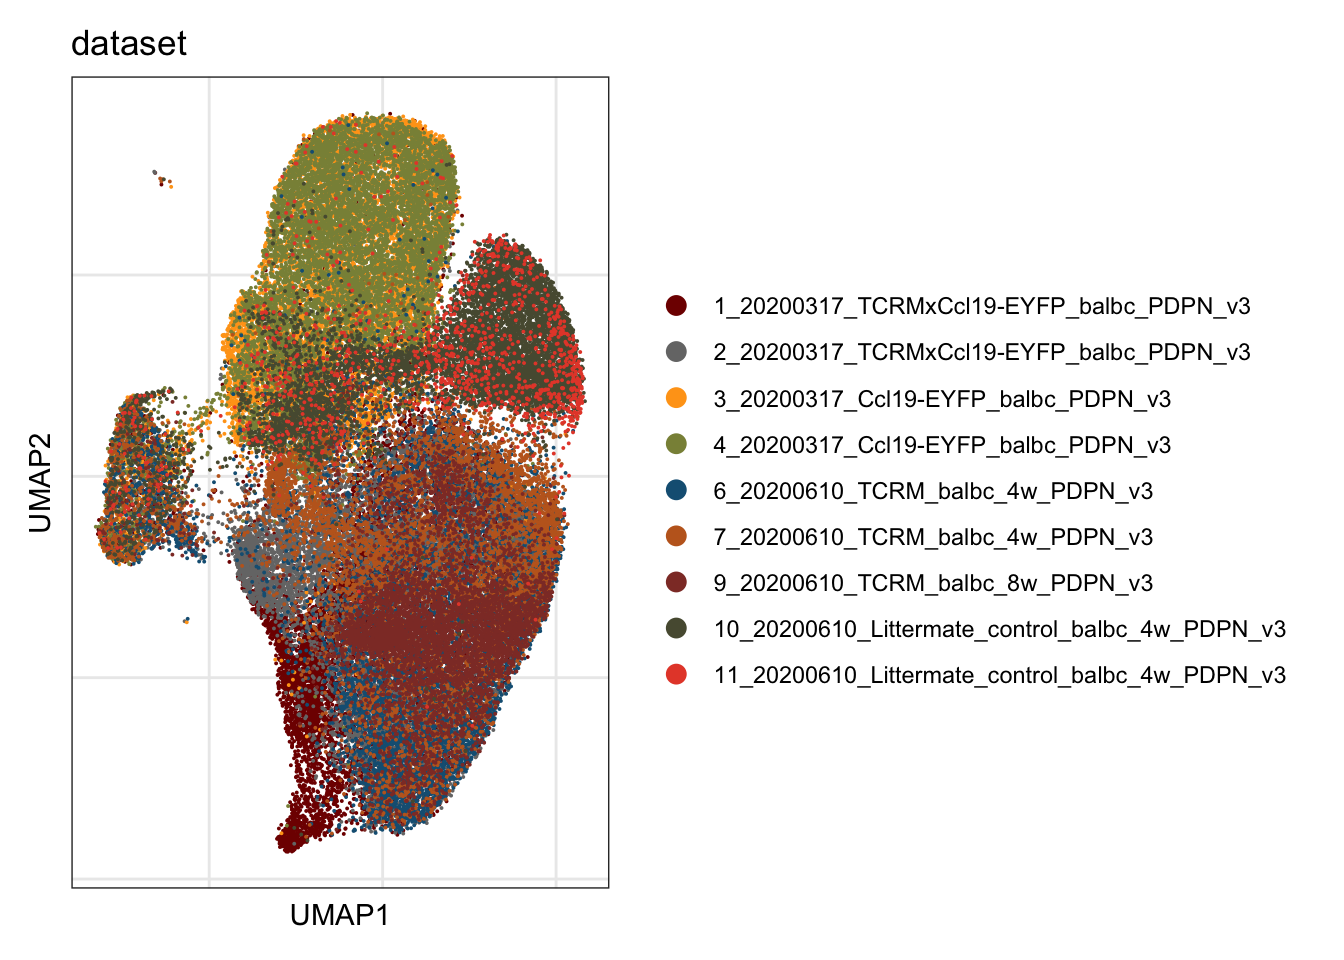 dataset
UMAP2
UMAP1
1_20200317_TCRMxCcl19-EYFP_balbc_PDPN_v3
2_20200317_TCRMxCcl19-EYFP_balbc_PDPN_v3
3_20200317_Ccl19-EYFP_balbc_PDPN_v3
4_20200317_Ccl19-EYFP_balbc_PDPN_v3
6_20200610_TCRM_balbc_4w_PDPN_v3
7_20200610_TCRM_balbc_4w_PDPN_v3
9_20200610_TCRM_balbc_8w_PDPN_v3
10_20200610_Littermate_control_balbc_4w_PDPN_v3
11_20200610_Littermate_control_balbc_4w_PDPN_v3